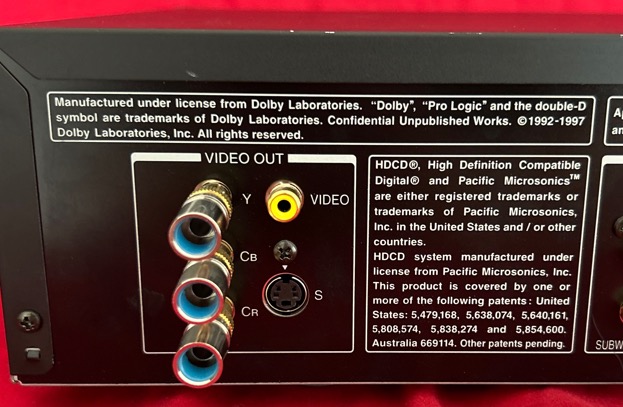 Manufactured under license from Dolby Laboratories. "Dolby", "Pro Logic" and the double-D
symbol are trademarks of Dolby Laboratories. Confidential Unpublished Works. ©1992-1997
Dolby Laboratories, Inc. All rights reserved.
VIDEO OUT
Y
VIDEO
CB
S
CR
HDCD®, High Definition Compatible
Digital® and Pacific Microsonics™
are either registered trademarks or
trademarks of Pacific Microsonics,
Inc. in the United States and / or other
countries.
HDCD system manufactured under
license from Pacific Microsonics, Inc.
This product is covered by one or
more of the following patents: United
States: 5,479,168, 5,638,074, 5,640,161,
5,808,574, 5,838,274 and 5,854,600.
Australia 669114. Other patents pending.
SUBW